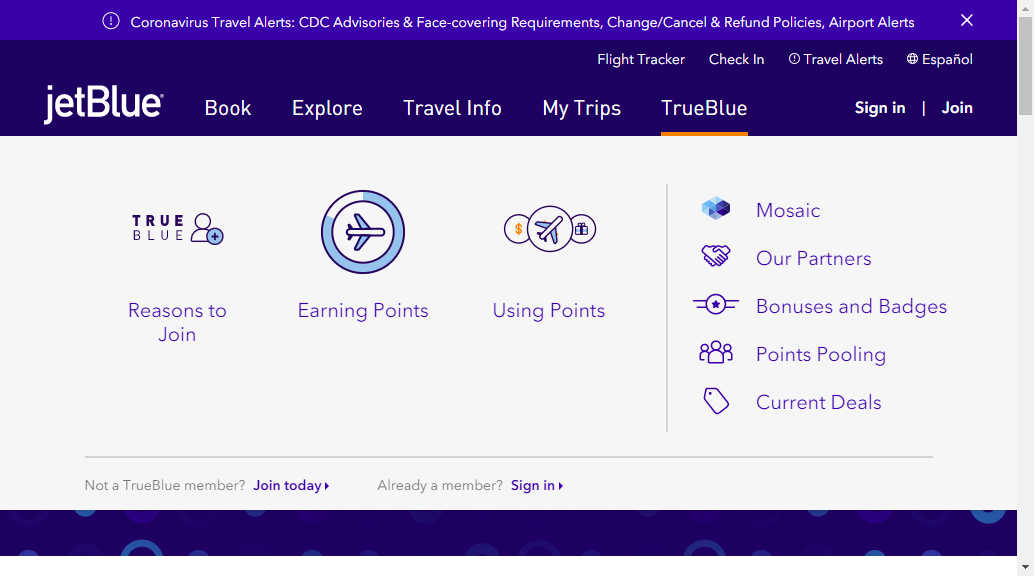 Coronavirus Travel Alerts: CDC Advisories & Face-covering Requirements, Change/Cancel & Refund Policies, Airport Alerts
Flight Tracker Check In Travel Alerts Español
jetBlue Book Explore Travel Info My Trips TrueBlue Sign in | Join
TRUE
BLUE
$
Reasons to
Join
Earning Points
Using Points
Mosaic
Our Partners
Bonuses and Badges
Points Pooling
Current Deals
Not a TrueBlue member? Join today Already a member? Sign in